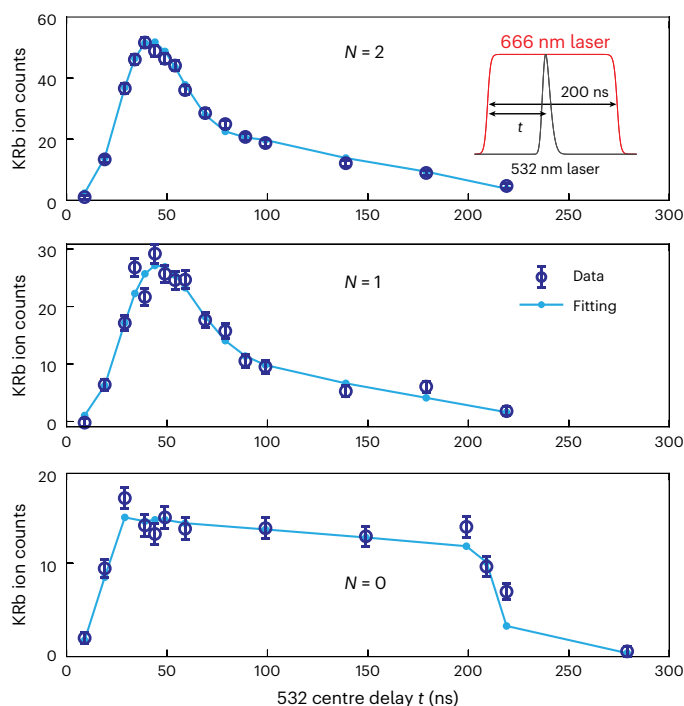 60
40
20
0
KRb ion counts
N = 2
666 nm laser
200 ns
t
532 nm laser
0 50 100 150 200 250 300
30
20
10
0
KRb ion counts
N = 1
Data
Fitting
0 50 100 150 200 250 300
20
10
0
KRb ion counts
N = 0
0 50 100 150 200 250 300
532 centre delay t (ns)